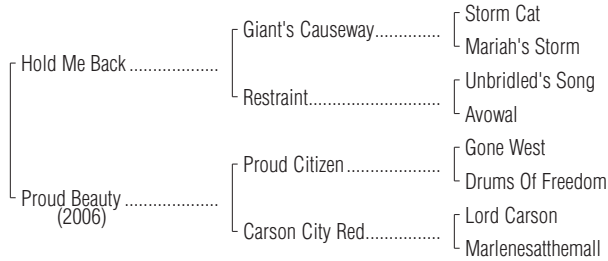 Storm Cat
Giant's Causeway..............
Mariah's Storm
Hold Me Back ...................
Unbridled's Song
Restraint............................
Avowal
Gone West
Proud Citizen ....................
Drums Of Freedom
Proud Beauty ....................
(2006)
Lord Carson
Carson City Red................
Marlenesatthemall